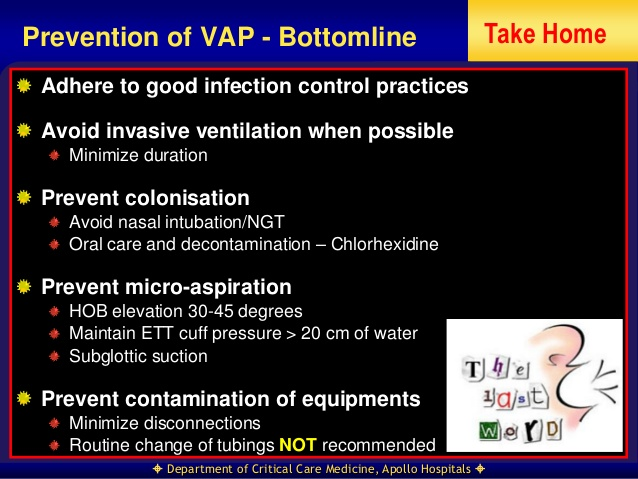 Prevention of VAP - Bottomline
Take Home
Adhere to good infection control practices
Avoid invasive ventilation when possible
Minimize duration
Prevent colonisation
Avoid nasal intubation/NGT
Oral care and decontamination – Chlorhexidine
Prevent micro-aspiration
HOB elevation 30-45 degrees
Maintain ETT cuff pressure > 20 cm of water
Subglottic suction
Prevent contamination of equipments
Minimize disconnections
Routine change of tubings NOT recommended
The
last
WORD
Department of Critical Care Medicine, Apollo Hospitals